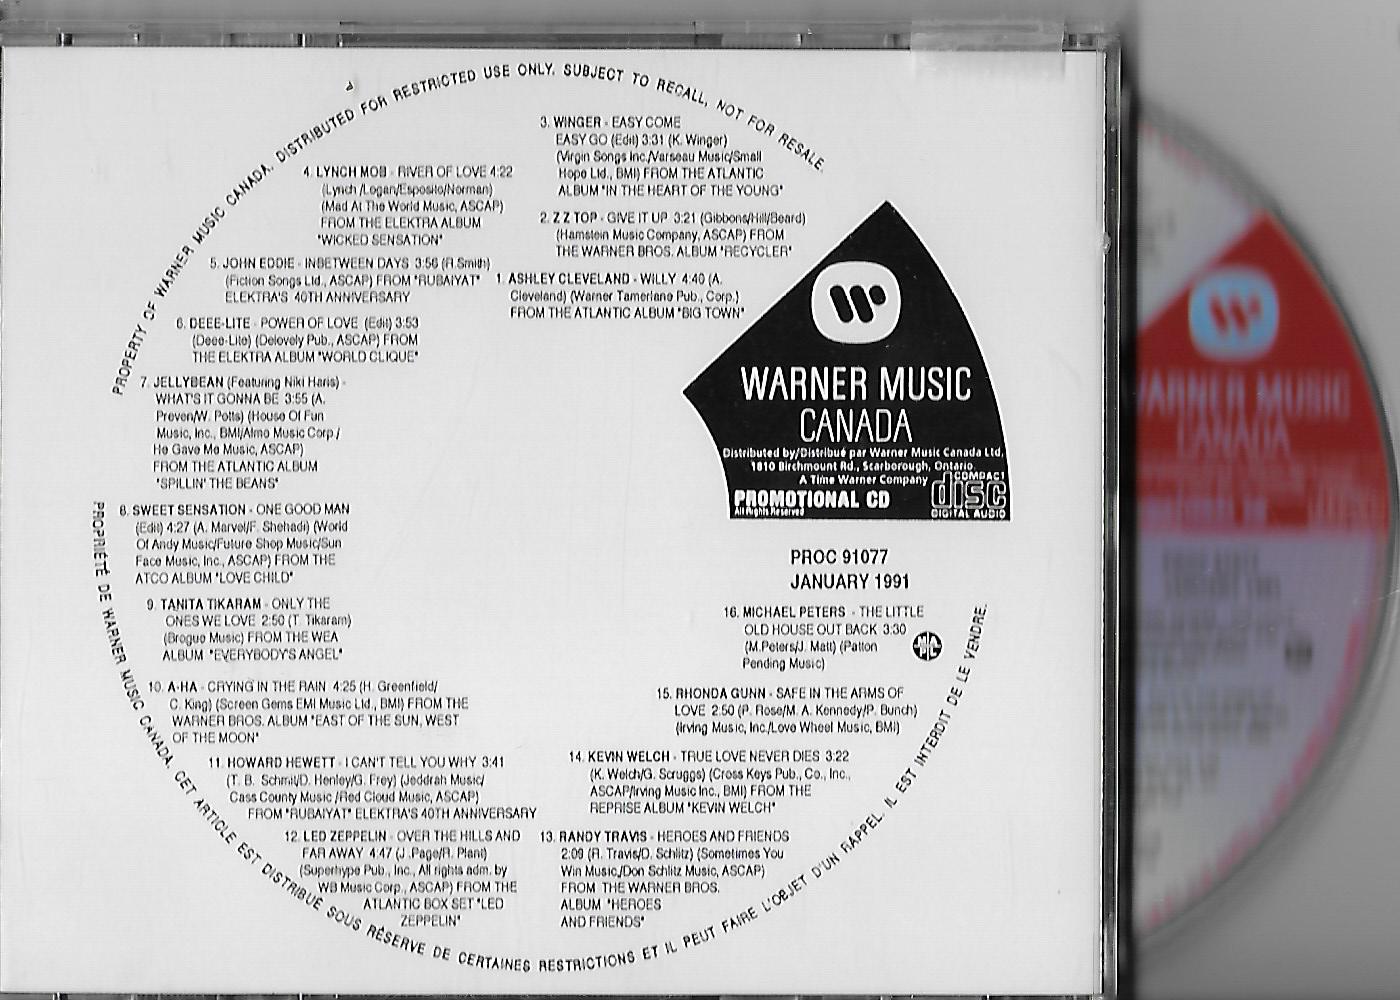 PROPERTY OF WARNER MUSIC CANADA. DISTRIBUTED FOR RESTRICTED USE ONLY. SUBJECT TO RECALL, NOT FOR RESALE.
1. ASHLEY CLEVELAND - WILLY 4:40 (A.
Cleveland) (Warner Tamerlane Pub., Corp.)
FROM THE ATLANTIC ALBUM "BIG TOWN"
2. Z Z TOP - GIVE IT UP 3:21 (Gibbons/Hill/Beard)
(Hamstein Music Company, ASCAP) FROM
THE WARNER BROS. ALBUM "RECYCLER"
3. WINGER - EASY COME
EASY GO (Edit) 3:31 (K. Winger)
(Virgin Songs Inc./Varseau Music/Small
Hope Ltd., BMI) FROM THE ATLANTIC
ALBUM "IN THE HEART OF THE YOUNG"
4. LYNCH MOB - RIVER OF LOVE 4:22
(Lynch /Logan/Esposito/Norman)
(Mad At The World Music, ASCAP)
FROM THE ELEKTRA ALBUM
"WICKED SENSATION"
5. JOHN EDDIE - INBETWEEN DAYS 3:56 (R.Smith)
(Fiction Songs Ltd., ASCAP) FROM "RUBAIYAT"
ELEKTRA'S 40TH ANNIVERSARY
6. DEEE-LITE - POWER OF LOVE (Edit) 3:53
(Deee-Lite) (Delovely Pub., ASCAP) FROM
THE ELEKTRA ALBUM "WORLD CLIQUE"
7. JELLYBEAN (Featuring Niki Haris) -
WHAT'S IT GONNA BE 3:55 (A.
Preven/W. Potts) (House Of Fun
Music, Inc., BMI/Almo Music Corp /
He Gave Me Music, ASCAP)
FROM THE ATLANTIC ALBUM
"SPILLIN' THE BEANS"
8. SWEET SENSATION - ONE GOOD MAN
(Edit) 4:27 (A. Marvel/F. Shehadi) (World
Of Andy Music/Future Shop Music/Sun
Face Music, Inc., ASCAP) FROM THE
ATCO ALBUM "LOVE CHILD"
9. TANITA TIKARAM - ONLY THE
ONES WE LOVE 2:50 (T. Tikaram)
(Brogue Music) FROM THE WEA
ALBUM "EVERYBODY'S ANGEL"
10. A-HA - CRYING IN THE RAIN 4:25 (H. Greenfield/
C. King) (Screen Gems EMI Music Ltd., BMI) FROM THE
WARNER BROS. ALBUM "EAST OF THE SUN, WEST
OF THE MOON"
11. HOWARD HEWETT - I CAN'T TELL YOU WHY 3:41
(T. B. Schmit/D. Henley/G. Frey) (Jeddrah Music/
Cass County Music /Red Cloud Music, ASCAP)
FROM "RUBAIYAT" ELEKTRA'S 40TH ANNIVERSARY
12. LED ZEPPELIN - OVER THE HILLS AND
FAR AWAY 4:47 (J .Page/R. Plant)
(Superhype Pub., Inc., All rights adm. by
WB Music Corp., ASCAP) FROM THE
ATLANTIC BOX SET "LED
ZEPPELIN"
13. RANDY TRAVIS - HEROES AND FRIENDS
2:09 (R. Travis/D. Schlitz) (Sometimes You
Win Music/Don Schlitz Music, ASCAP)
FROM THE WARNER BROS.
ALBUM "HEROES
AND FRIENDS"
14. KEVIN WELCH - TRUE LOVE NEVER DIES 3:22
(K. Welch/G. Scruggs) (Cross Keys Pub., Co., Inc.,
ASCAP/Irving Music Inc., BMI) FROM THE
REPRISE ALBUM "KEVIN WELCH"
15. RHONDA GUNN - SAFE IN THE ARMS OF
LOVE 2:50 (P. Rose/M. A. Kennedy/P. Bunch)
(Irving Music, Inc./Love Wheel Music, BMI)
16. MICHAEL PETERS - THE LITTLE
OLD HOUSE OUT BACK 3:30
(M.Peters/J. Matt) (Patton
Pending Music)
MAPL
WARNER MUSIC
CANADA
Distributed by/Distribué par Warner Music Canada Ltd.
1810 Birchmount Rd., Scarborough, Ontario.
A Time Warner Company
PROMOTIONAL CD
All Rights Reserved
COMPACT
disc
DIGITAL AUDIO
PROC 91077
JANUARY 1991
PROPRIÉTÉ DE WARNER MUSIC CANADA. CET ARTICLE EST DISTRIBUÉ SOUS RÉSERVE DE CERTAINES RESTRICTIONS ET IL PEUT FAIRE L'OBJET D'UN RAPPEL. IL EST INTERDIT DE LE VENDRE.
WARNER MUSIC
CANADA